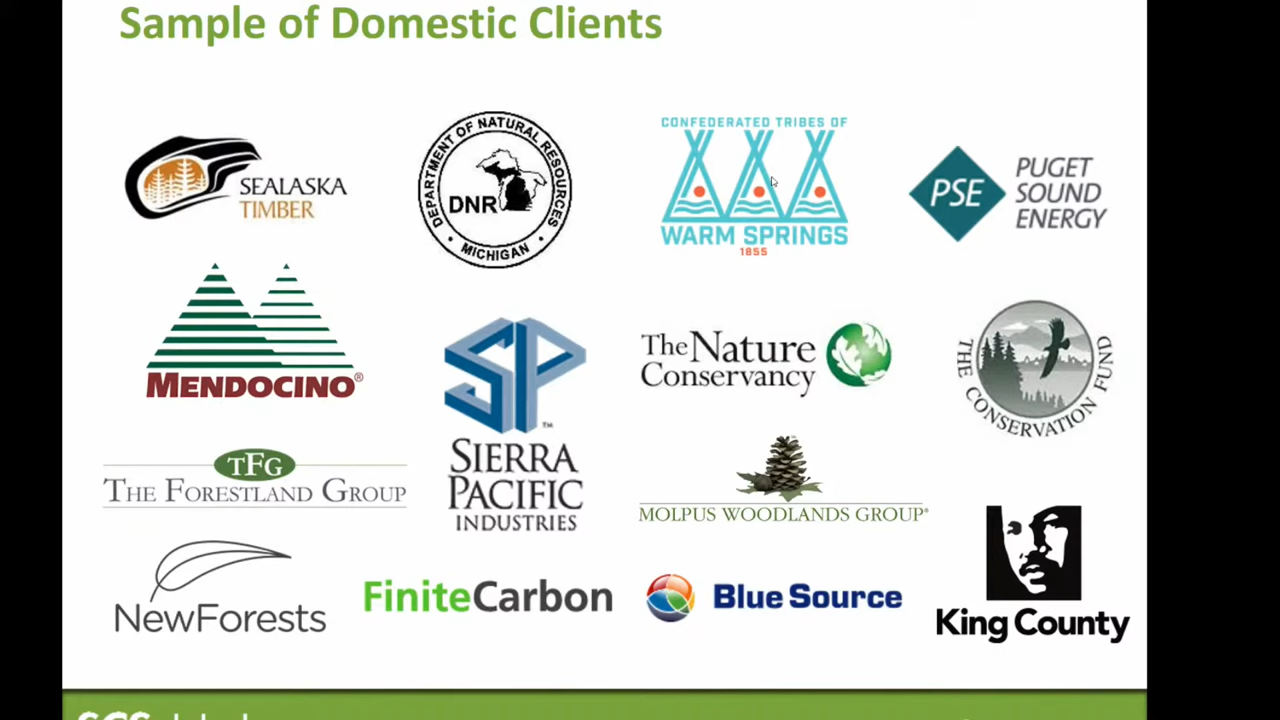 Sample of Domestic Clients
SEALASKA
TIMBER
DEPARTMENT OF NATURAL RESOURCES
DNR
• MICHIGAN •
CONFEDERATED TRIBES OF
WARM SPRINGS
1855
PSE
PUGET
SOUND
ENERGY
MENDOCINO®
SP™
SIERRA
PACIFIC
INDUSTRIES
The Nature
Conservancy
THE CONSERVATION FUND
TFG
THE FORESTLAND GROUP
MOLPUS WOODLANDS GROUP®
NewForests
FiniteCarbon
Blue Source
King County